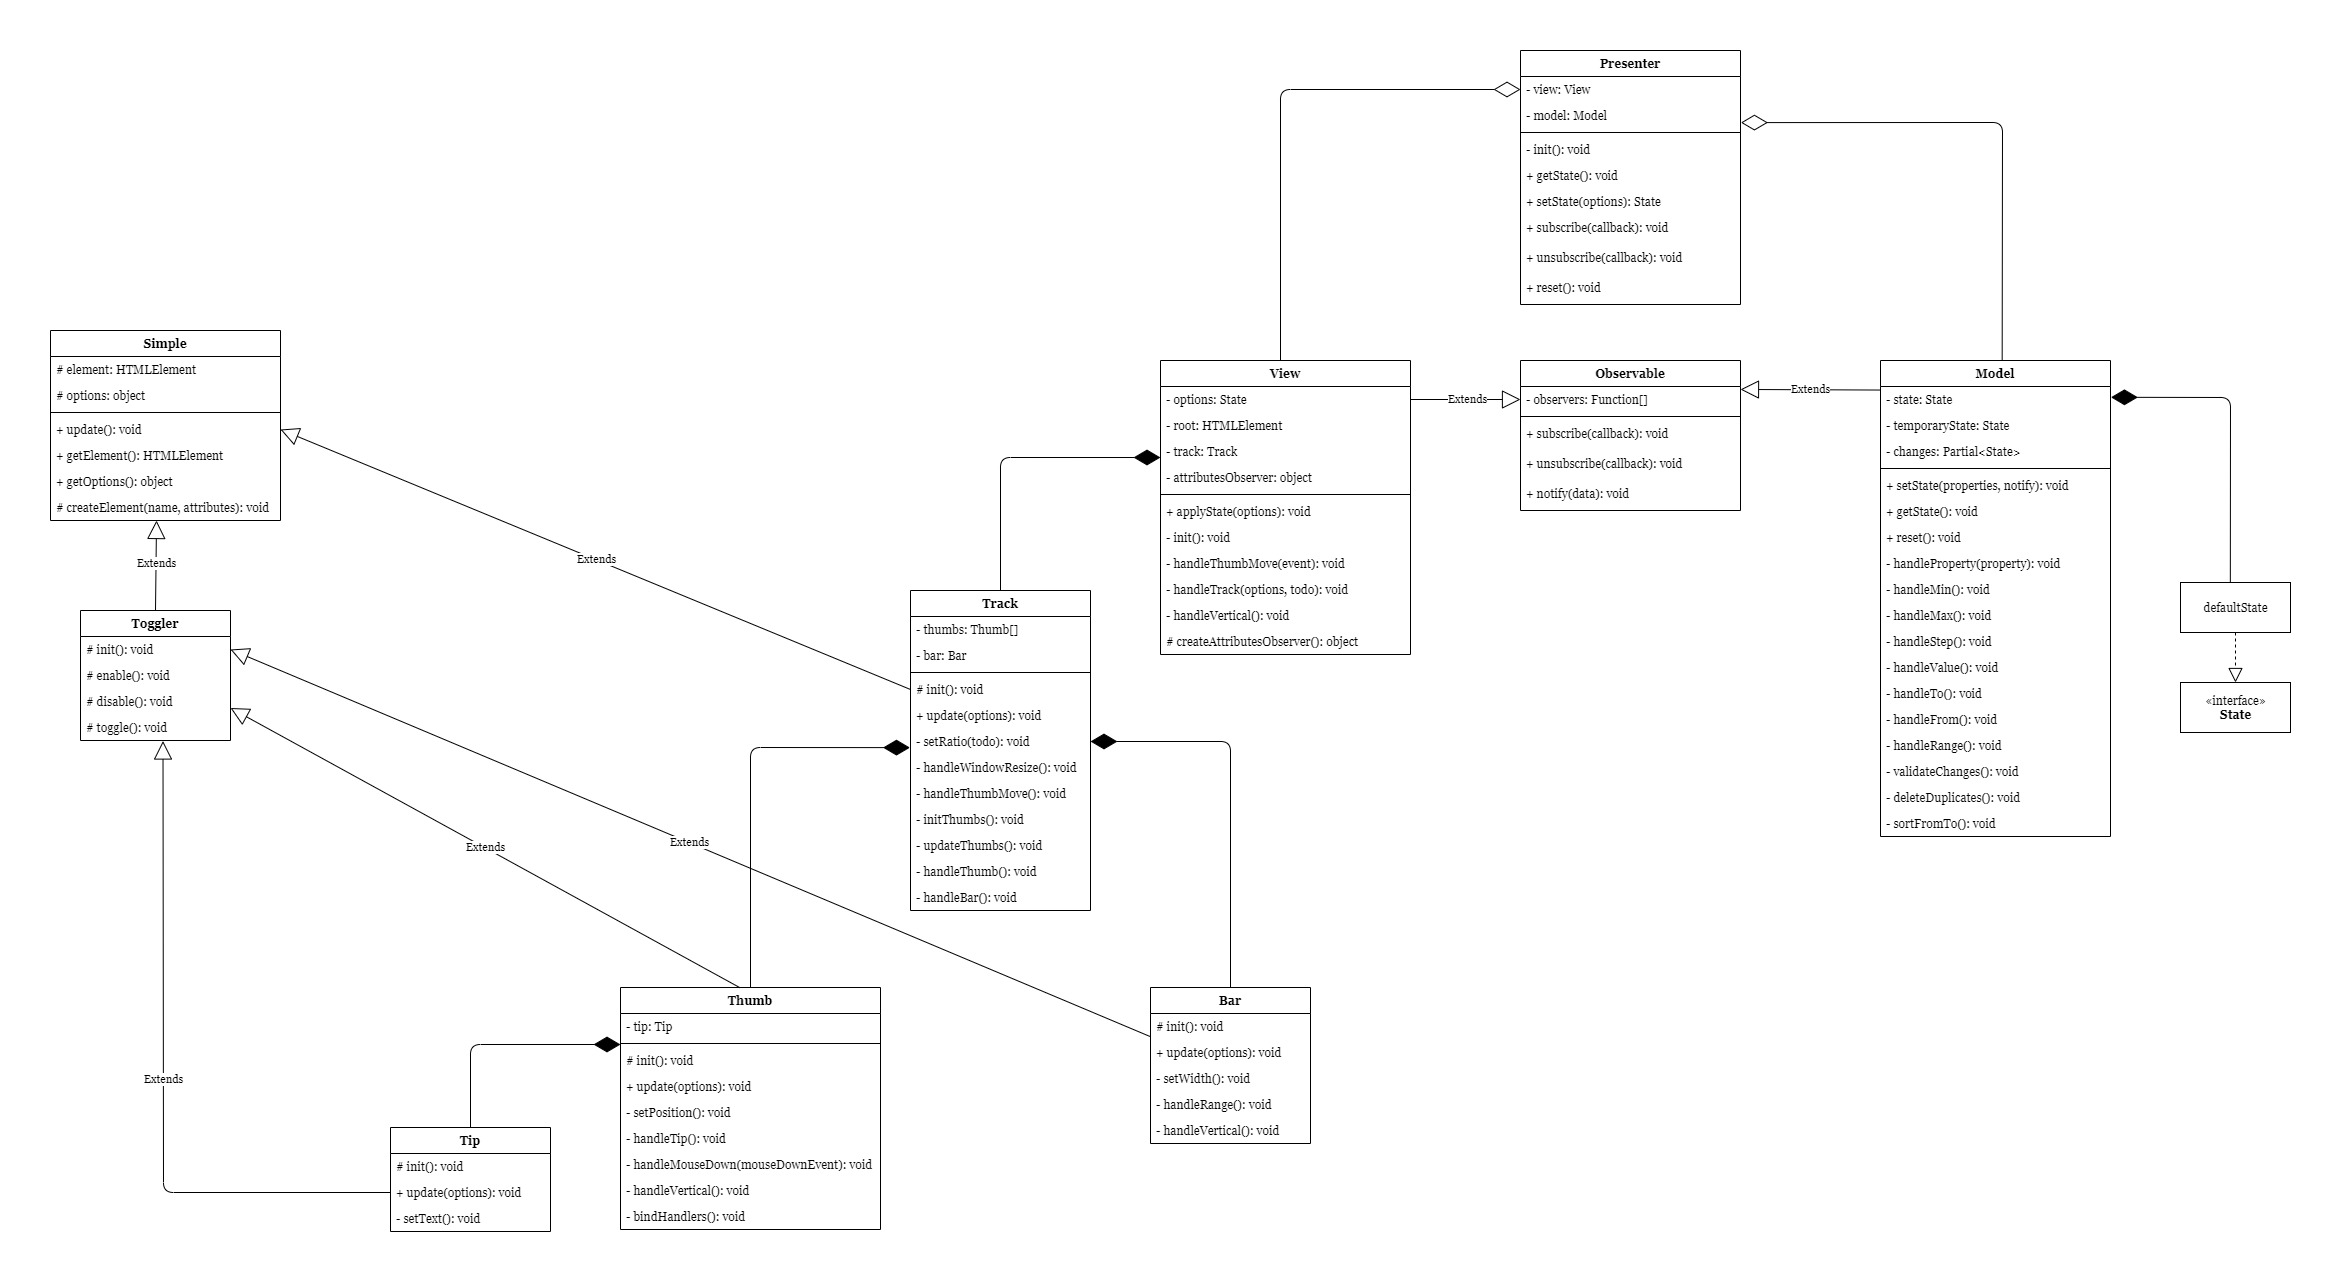 Presenter
- view: View
- model: Model
- init(): void
+ getState(): void
+ setState(options): State
+ subscribe(callback): void
+ unsubscribe(callback): void
+ reset(): void
Simple
# element: HTMLElement
# options: object
+ update(): void
+ getElement(): HTMLElement
+ getOptions(): object
# createElement(name, attributes): void
View
- options: State
- root: HTMLElement
- track: Track
- attributesObserver: object
+ applyState(options): void
- init(): void
- handleThumbMove(event): void
- handleTrack(options, todo): void
- handleVertical(): void
# createAttributesObserver(): object
Extends
Observable
- observers: Function[]
+ subscribe(callback): void
+ unsubscribe(callback): void
+ notify(data): void
Extends
Model
- state: State
- temporaryState: State
- changes: Partial<State>
+ setState(properties, notify): void
+ getState(): void
+ reset(): void
- handleProperty(property): void
- handleMin(): void
- handleMax(): void
- handleStep(): void
- handleValue(): void
- handleTo(): void
- handleFrom(): void
- handleRange(): void
- validateChanges(): void
- deleteDuplicates(): void
- sortFromTo(): void
defaultState
«interface»
State
Extends
Extends
Toggler
# init(): void
# enable(): void
# disable(): void
# toggle(): void
Track
- thumbs: Thumb[]
- bar: Bar
# init(): void
+ update(options): void
- setRatio(todo): void
- handleWindowResize(): void
- handleThumbMove(): void
- initThumbs(): void
- updateThumbs(): void
- handleThumb(): void
- handleBar(): void
Extends
Extends
Extends
Thumb
- tip: Tip
# init(): void
+ update(options): void
- setPosition(): void
- handleTip(): void
- handleMouseDown(mouseDownEvent): void
- handleVertical(): void
- bindHandlers(): void
Bar
# init(): void
+ update(options): void
- setWidth(): void
- handleRange(): void
- handleVertical(): void
Tip
# init(): void
+ update(options): void
- setText(): void